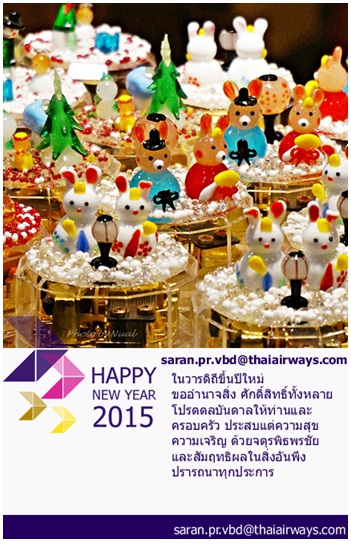 Photo by Nuai
saran.pr.vbd@thaiairways.com
HAPPY
NEW YEAR
2015
ในวารดิถีขึ้นปีใหม่
ขออำนาจสิ่ง ศักดิ์สิทธิ์ทั้งหลาย
โปรดดลบันดาลให้ท่านและ
ครอบครัว ประสบแต่ความสุข
ความเจริญ ด้วยจตุรพิธพรชัย
และสัมฤทธิผลในสิ่งอันพึง
ปรารถนาทุกประการ
saran.pr.vbd@thaiairways.com